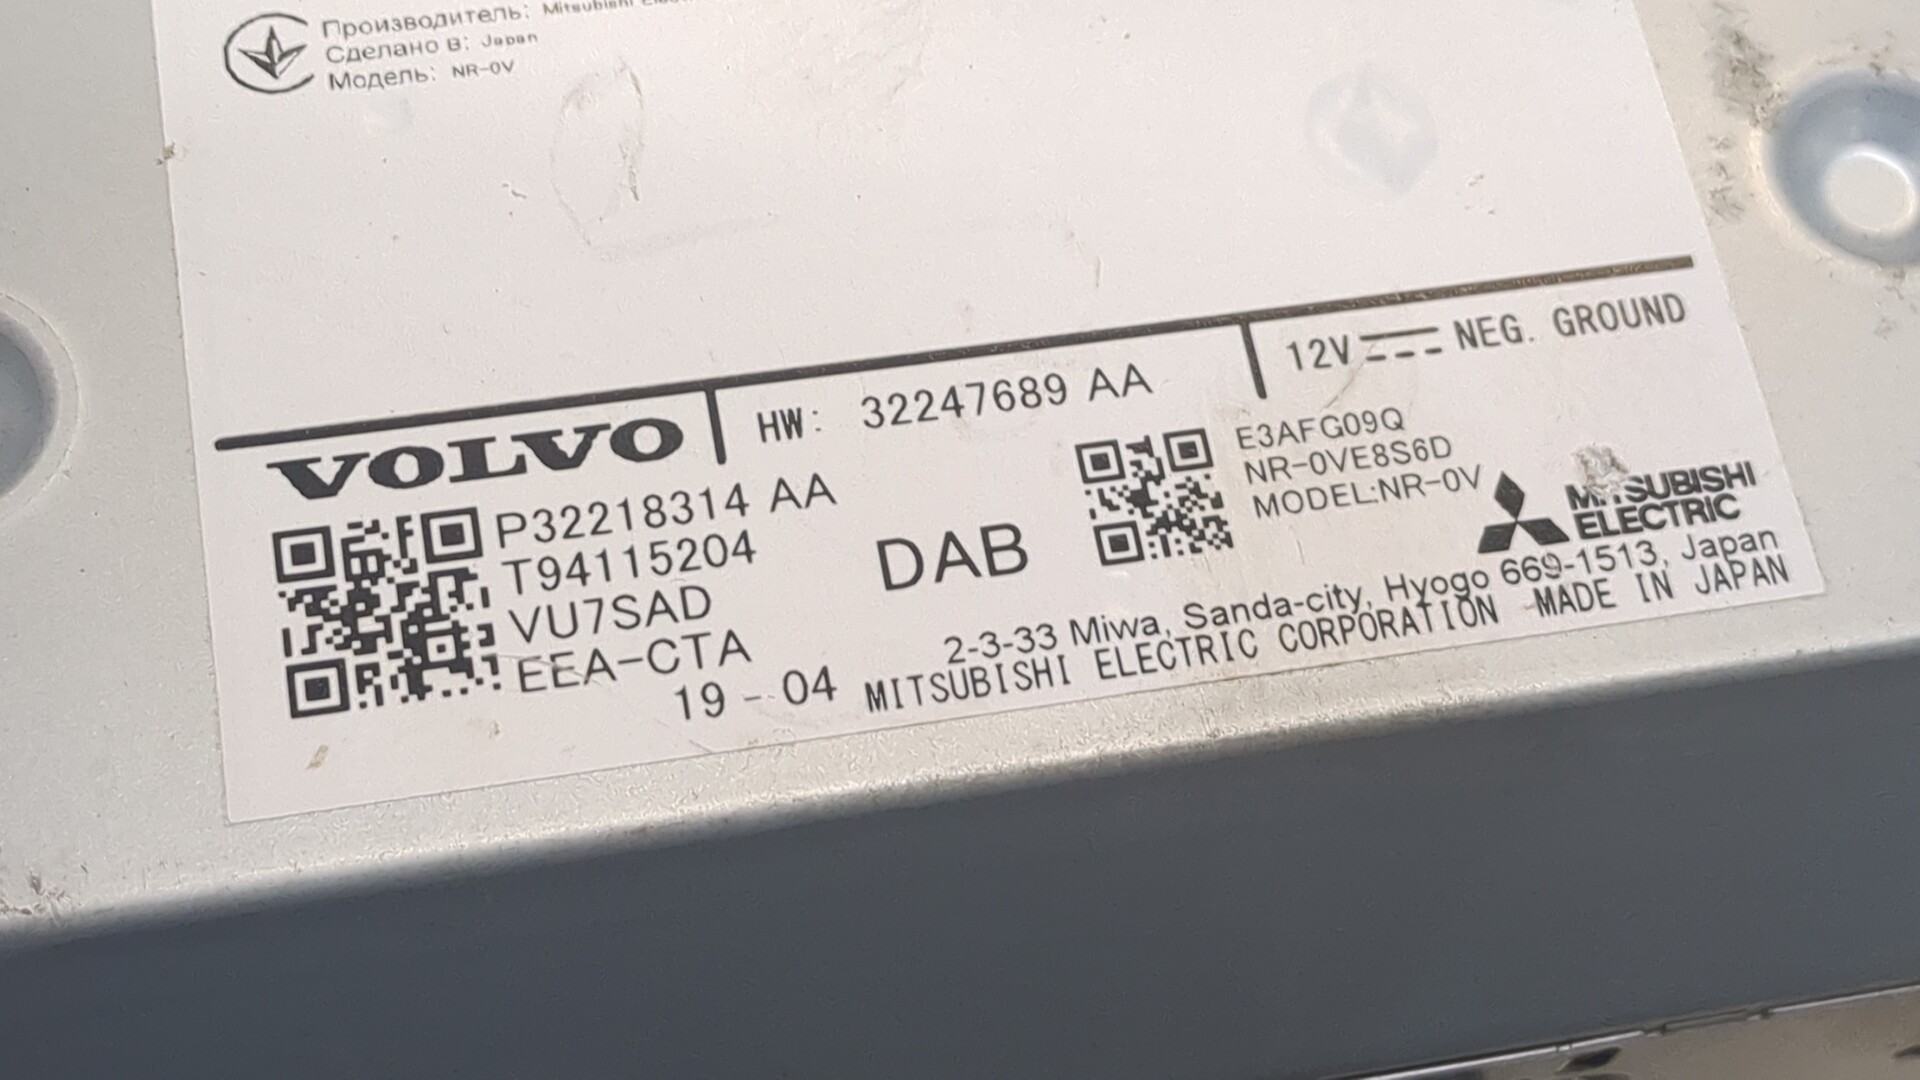 Производитель: Mitsubishi
Сделано в: Japan
Модель: NR-0V
12V NEG. GROUND
HW: 32247689 AA
VOLVO
P32218314 AA
T94115204
VU7SAD
EEA-CTA
19 - 04
DAB
E3AFG09Q
NR-0VE8S6D
MODEL:NR-0V
MITSUBISHI
ELECTRIC
2-3-33 Miwa, Sanda-city, Hyogo 669-1513, Japan
MITSUBISHI ELECTRIC CORPORATION MADE IN JAPAN